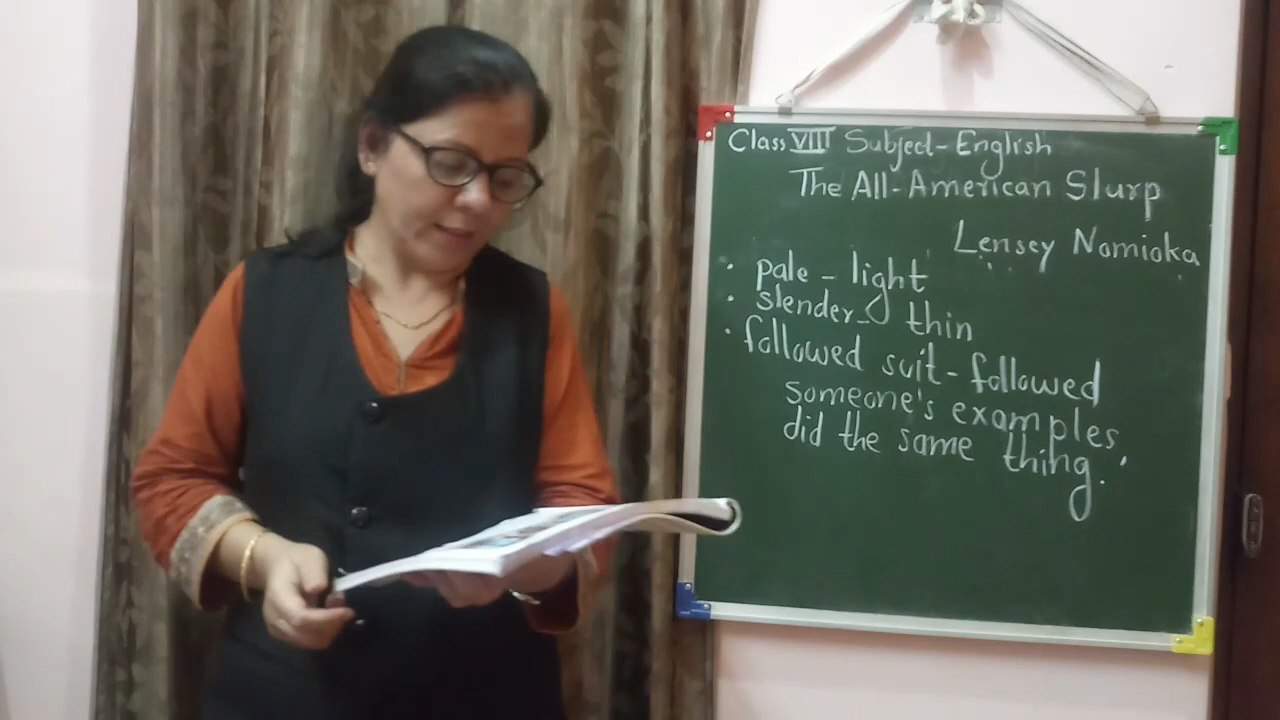 Class VIII Subject - English
The All-American Slurp
Lensey Nomioka
• pale - light
• slender - thin
• followed suit - followed
someone's examples,
did the same thing.